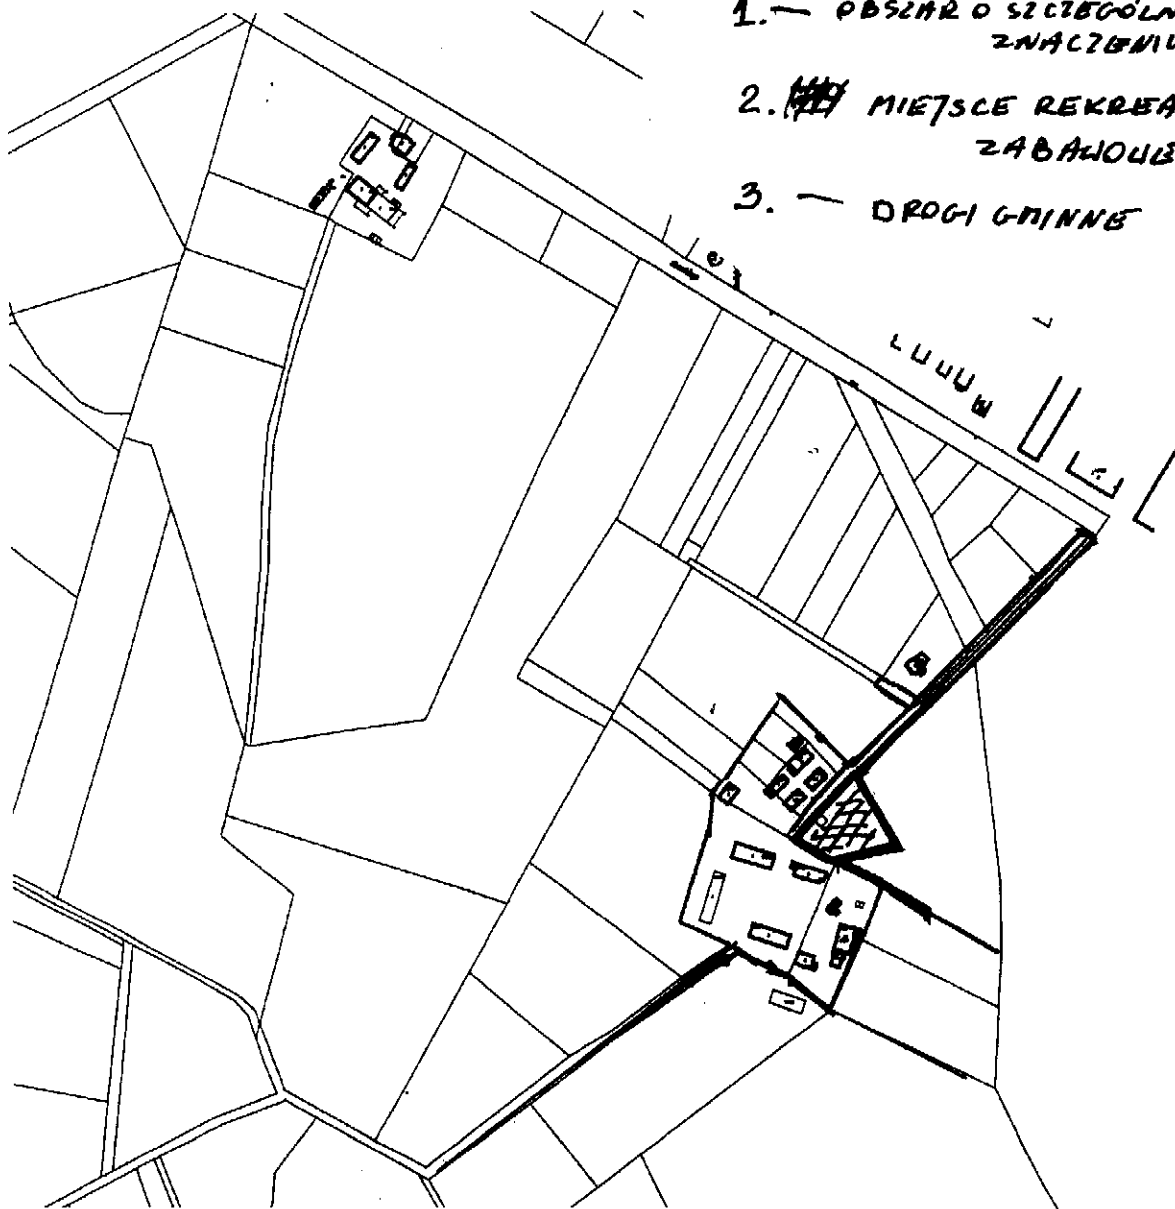 1. — OBSZAR O SZCZEGÓLN
ZNACZENIU
2. MIEJSCE REKREA
ZABAWOWE
3. — DROGI GMINNE